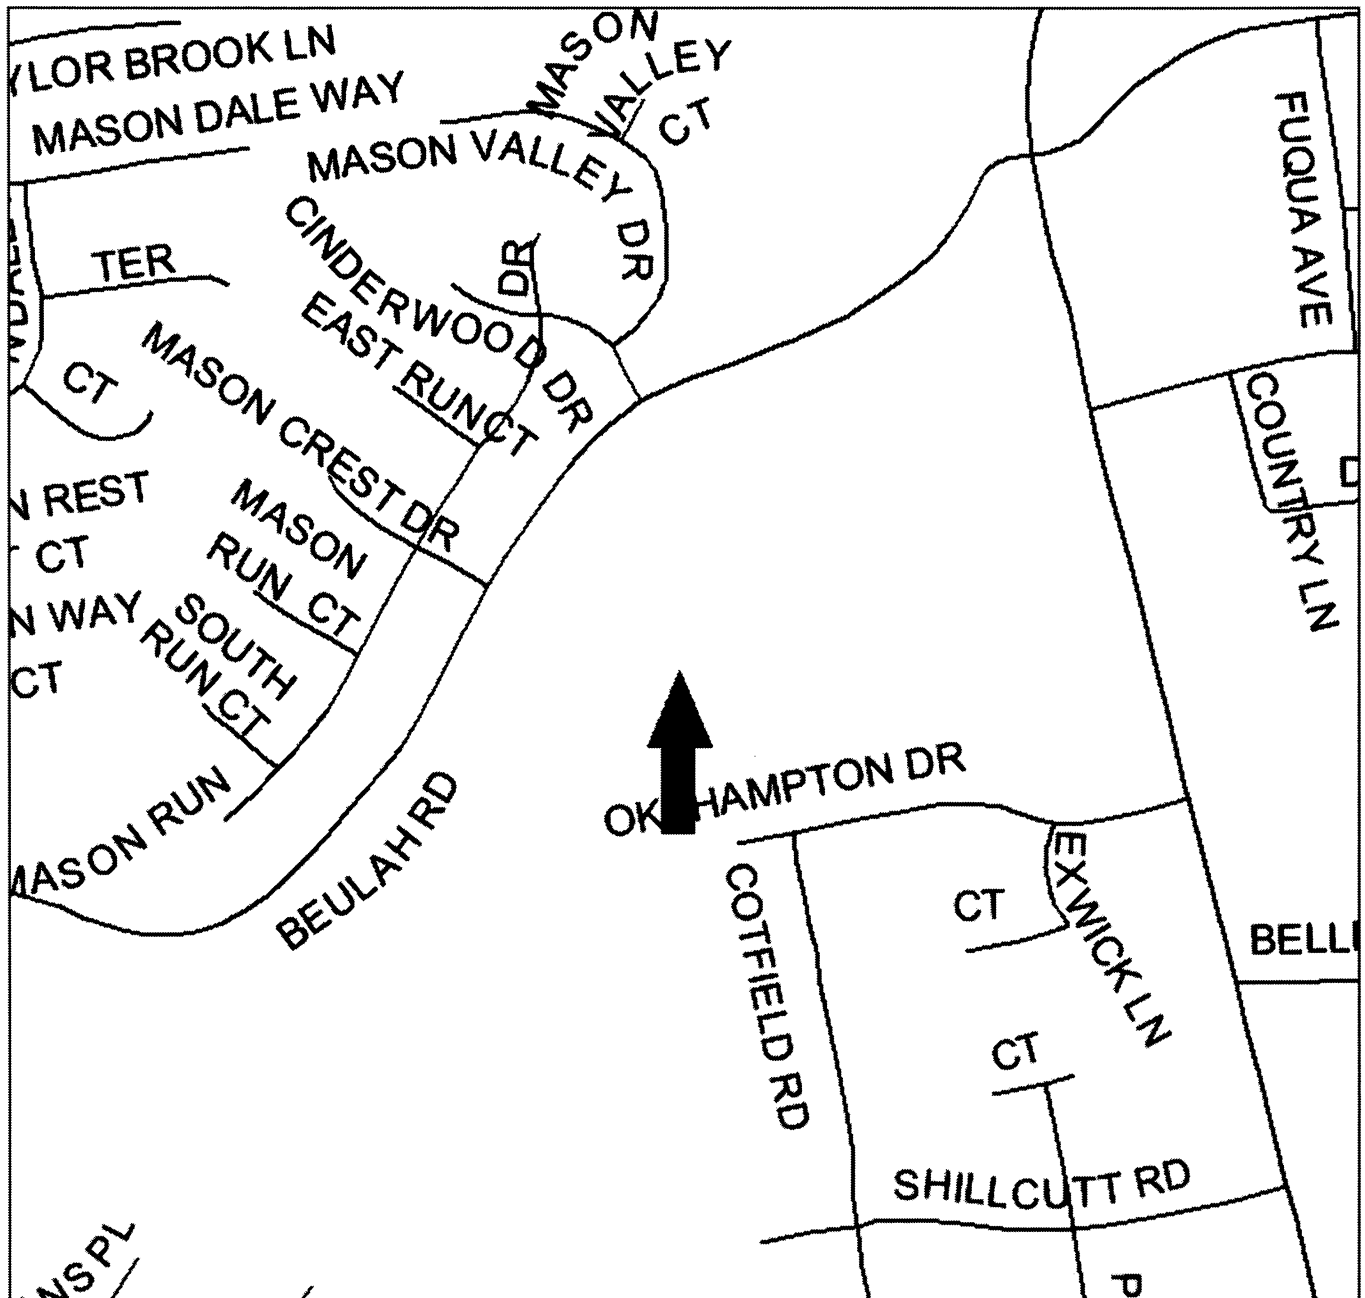 YLOR BROOK LN
MASON DALE WAY
MASON
VALLEY
CT
MASON VALLEY DR
FUQUA AVE
CINDERWOOD DR
DR
TER
EAST RUN CT
MASON CREST DR
CT
COUNTRY LN
N REST
CT
MASON
RUN CT
N WAY
CT
SOUTH
RUN CT
MASON RUN
BEULAH RD
HAMPTON DR
COTFIELD RD
EXWICK LN
CT
BELL
CT
SHILLCUTT RD
NS PL
P